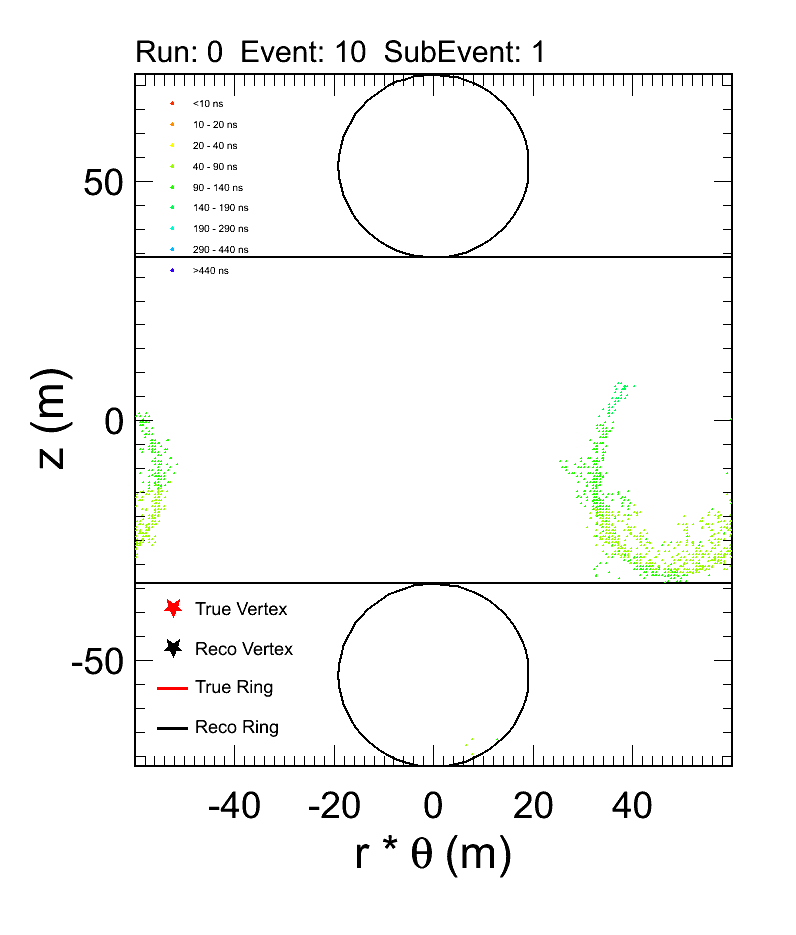 Run: 0 Event: 10 SubEvent: 1
<10 ns
10 - 20 ns
20 - 40 ns
40 - 90 ns
90 - 140 ns
140 - 190 ns
190 - 290 ns
290 - 440 ns
>440 ns
50
0
-50
z (m)
True Vertex
Reco Vertex
True Ring
Reco Ring
-40 -20 0 20 40
r * θ (m)